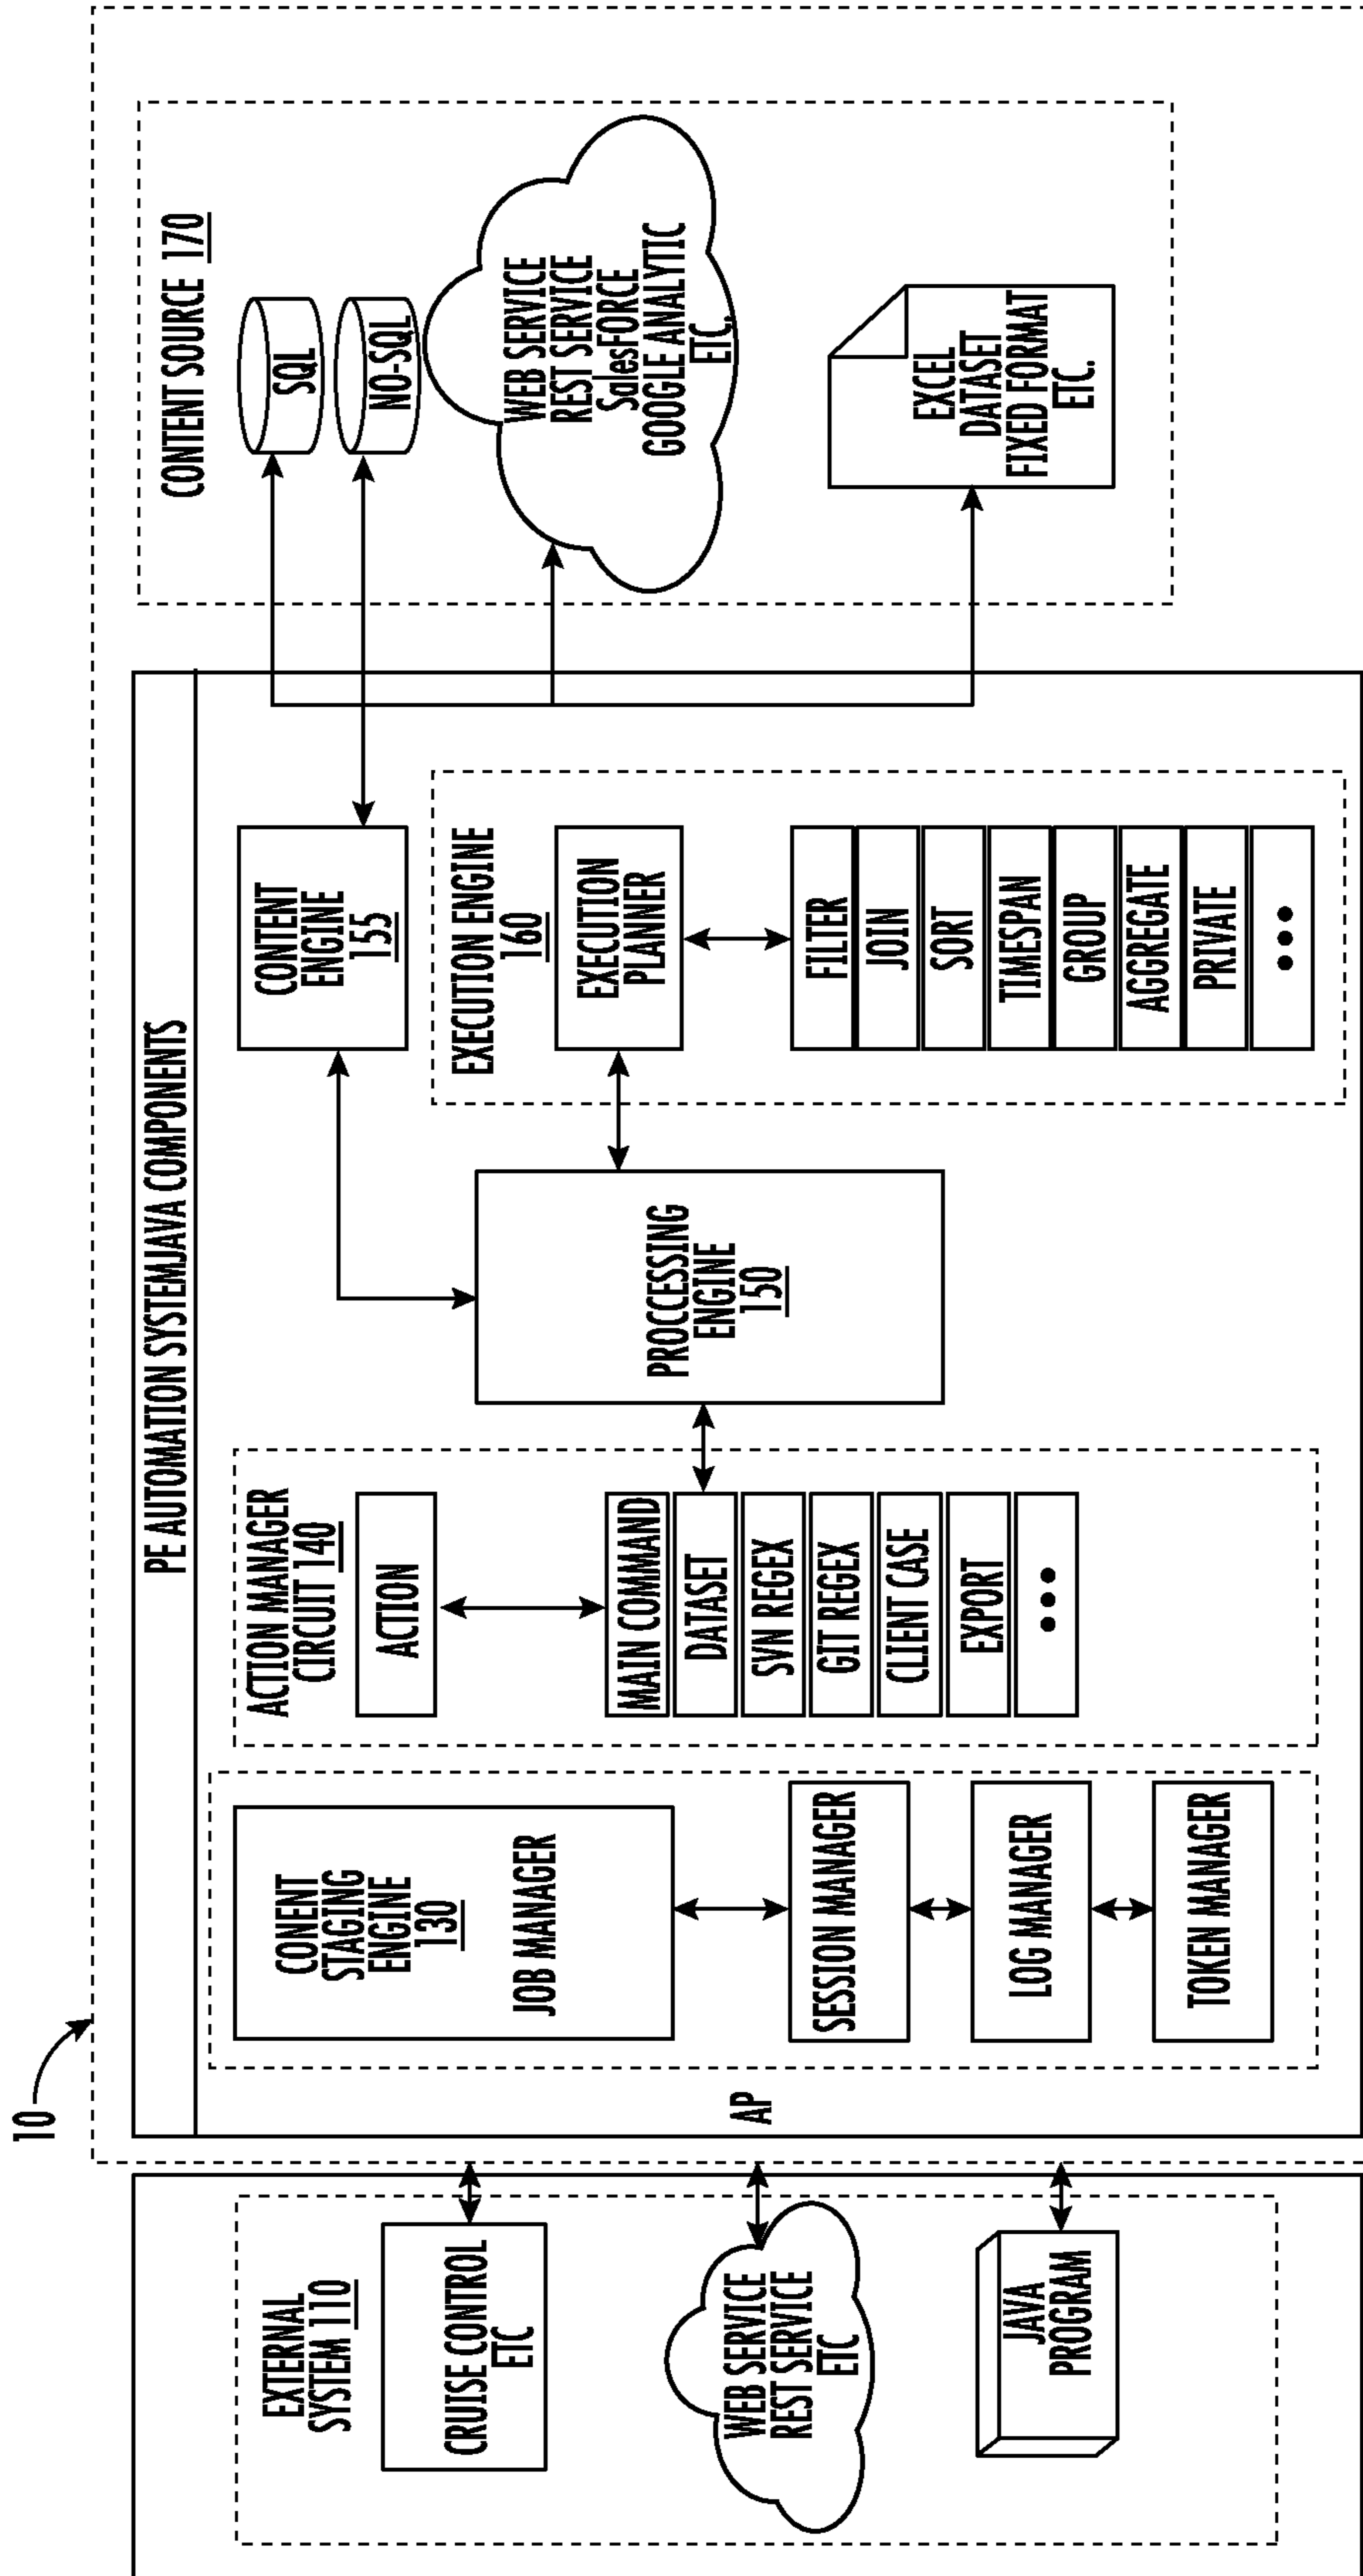 10
EXTERNAL
SYSTEM 110
CRUISE CONTROL
ETC
WEB SERVICE
REST SERVICE
ETC
JAVA
PROGRAM
PE AUTOMATION SYSTEMJAVA COMPONENTS
AP
CONENT
STAGING
ENGINE
130
JOB MANAGER
SESSION MANAGER
LOG MANAGER
TOKEN MANAGER
ACTION MANAGER
CIRCUIT 140
ACTION
MAIN COMMAND
DATASET
SVN REGEX
GIT REGEX
CLIENT CASE
EXPORT
•••
PROCCESSING
ENGINE
150
CONTENT
ENGINE
155
EXECUTION ENGINE
160
EXECUTION
PLANNER
FILTER
JOIN
SORT
TIMESPAN
GROUP
AGGREGATE
PRIVATE
•••
CONTENT SOURCE 170
SQL
NO-SQL
WEB SERVICE
REST SERVICE
SalesFORCE
GOOGLE ANALYTIC
ETC.
EXCEL
DATASET
FIXED FORMAT
ETC.